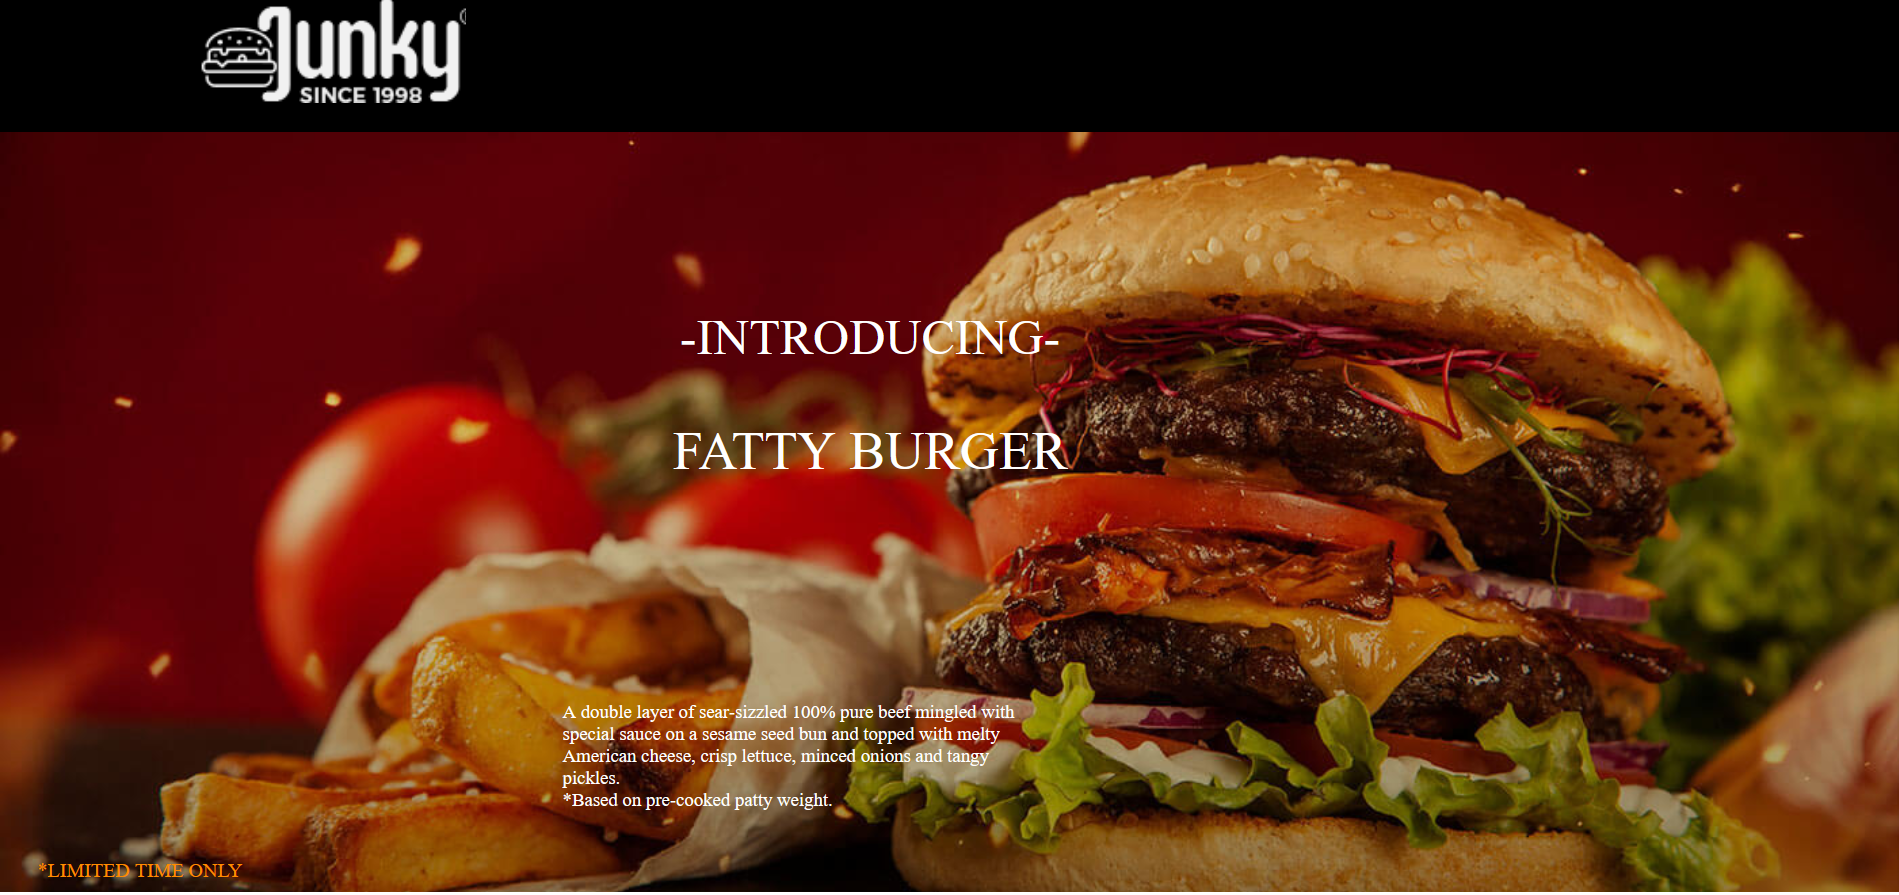 Junky
SINCE 1998
-INTRODUCING-
FATTY BURGER
A double layer of sear-sizzled 100% pure beef mingled with
special sauce on a sesame seed bun and topped with melty
American cheese, crisp lettuce, minced onions and tangy
pickles.
*Based on pre-cooked patty weight.
*LIMITED TIME ONLY